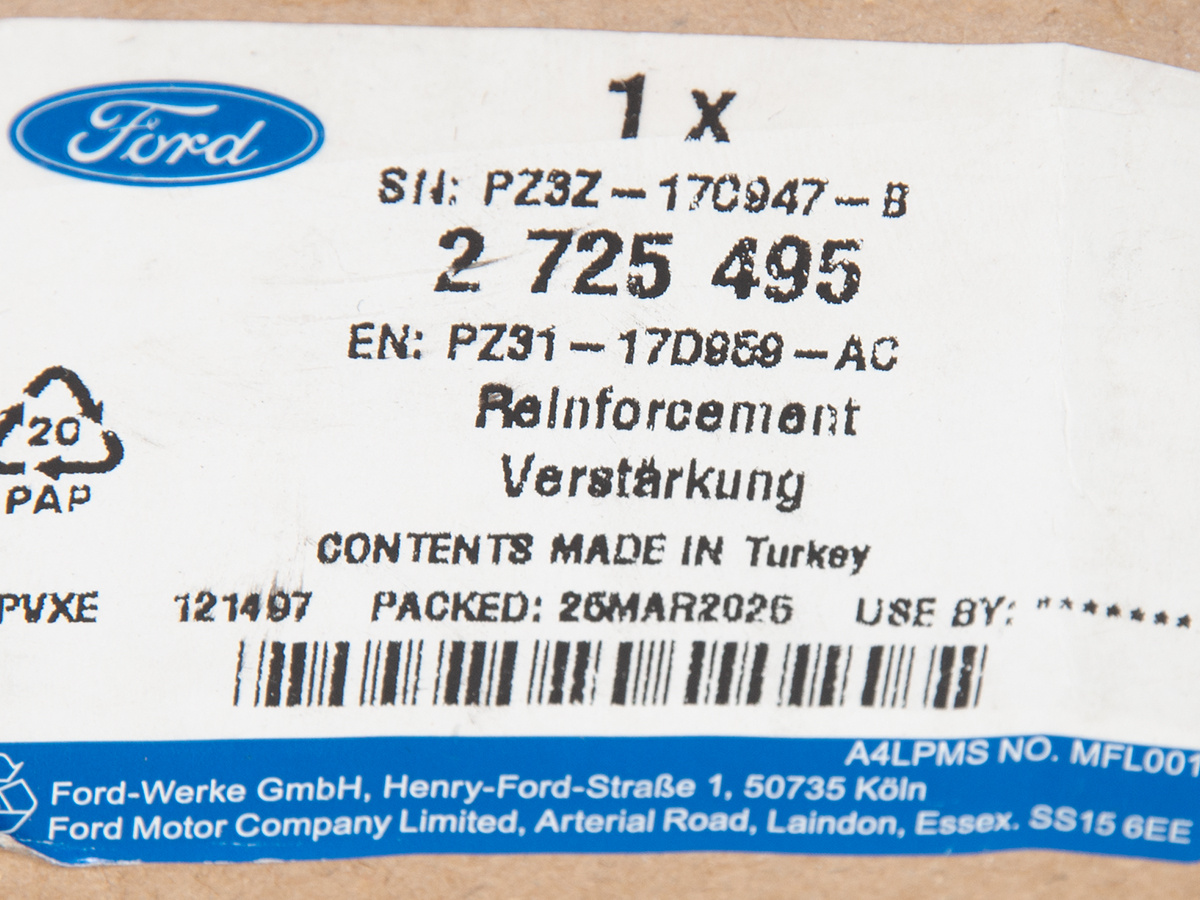 Ford
1 x
SN: PZ3Z-17C947-B
2 725 495
EN: PZ31-17D959-AC
Reinforcement
Verstärkung
20
PAP
CONTENTS MADE IN Turkey
PVXE 121497 PACKED: 26MAR2025 USE BY: *******
A4LPMS NO. MFL001
Ford-Werke GmbH, Henry-Ford-Straße 1, 50735 Köln
Ford Motor Company Limited, Arterial Road, Laindon, Essex. SS15 6EE